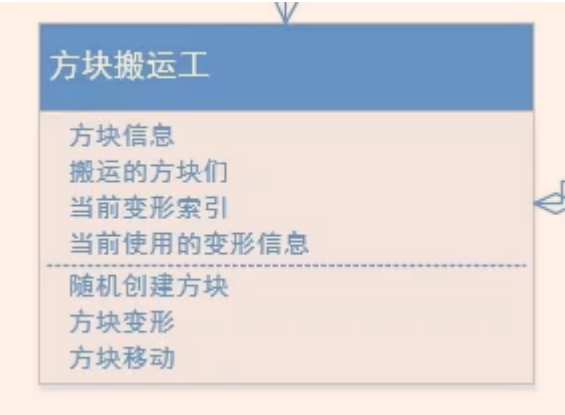 方块搬运工
方块信息
搬运的方块们
当前变形索引
当前使用的变形信息
随机创建方块
方块变形
方块移动